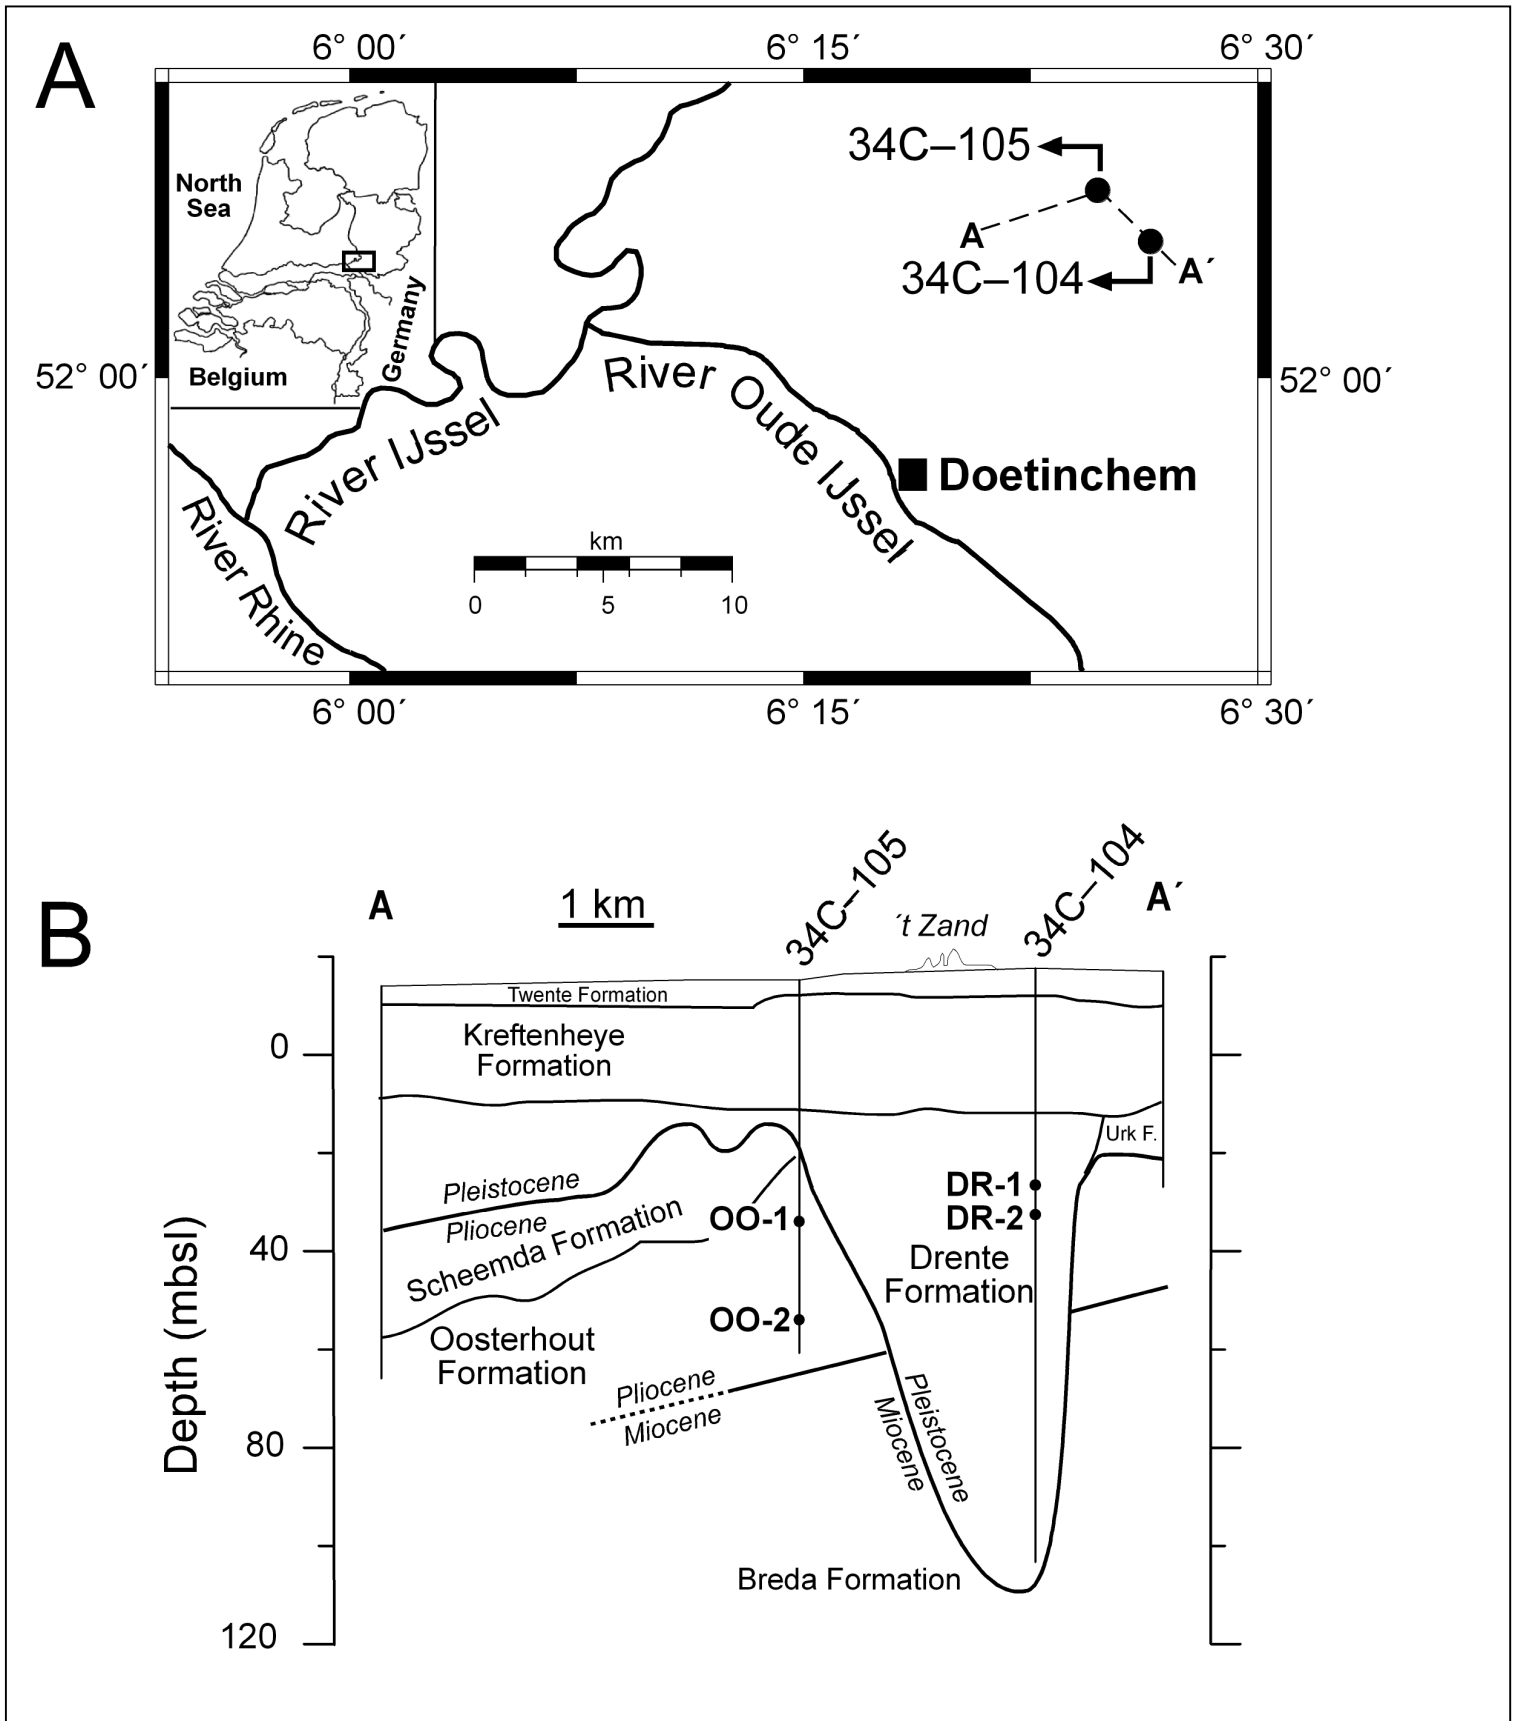 A
6° 00′
6° 15′
6° 30′
34C–105
North
Sea
A
A´
34C–104
Germany
52° 00′
Belgium
52° 00′
River IJssel
River Oude IJssel
Doetinchem
River Rhine
km
0
5
10
6° 00′
6° 15′
6° 30′
B
A
1 km
34C–105
´t Zand
34C–104
A´
Twente Formation
Kreftenheye
Formation
0
Urk F.
Pleistocene
Pliocene
Scheemda Formation
OO-1
DR-1
DR-2
Drente
Formation
40
Depth (mbsl)
OO-2
Oosterhout
Formation
Pliocene
Miocene
Pleistocene
Miocene
80
Breda Formation
120